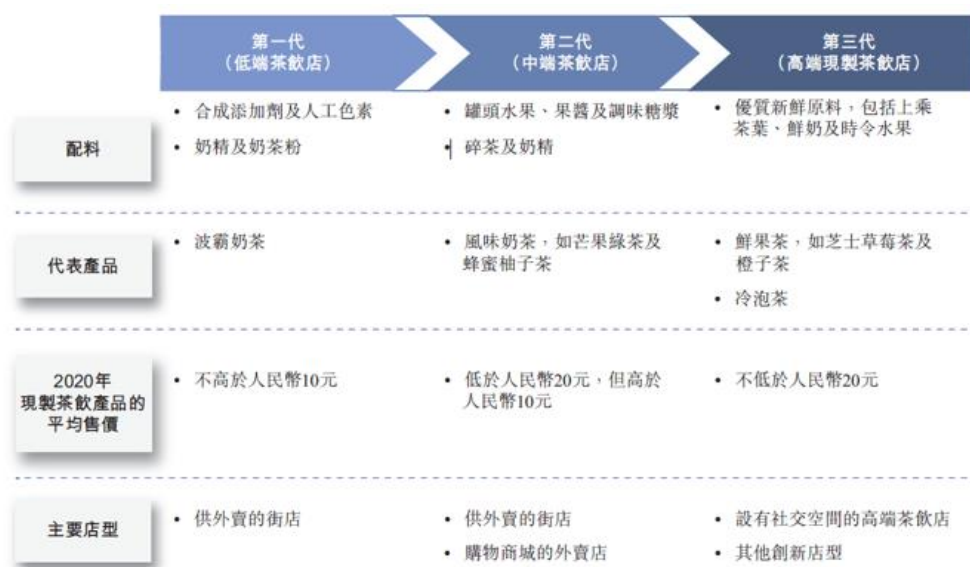 第一代
（低端茶飲店）
第二代
（中端茶飲店）
第三代
（高端現製茶飲店）
配料
• 合成添加劑及人工色素
• 奶精及奶茶粉
• 罐頭水果、果醬及調味糖漿
• 碎茶及奶精
• 優質新鮮原料，包括上乘
茶葉、鮮奶及時令水果
代表產品
• 波霸奶茶
• 風味奶茶，如芒果綠茶及
蜂蜜柚子茶
• 鮮果茶，如芝士草莓茶及
橙子茶
• 冷泡茶
2020年
現製茶飲產品的
平均售價
• 不高於人民幣10元
• 低於人民幣20元，但高於
人民幣10元
• 不低於人民幣20元
主要店型
• 供外賣的街店
• 供外賣的街店
• 購物商城的外賣店
• 設有社交空間的高端茶飲店
• 其他創新店型